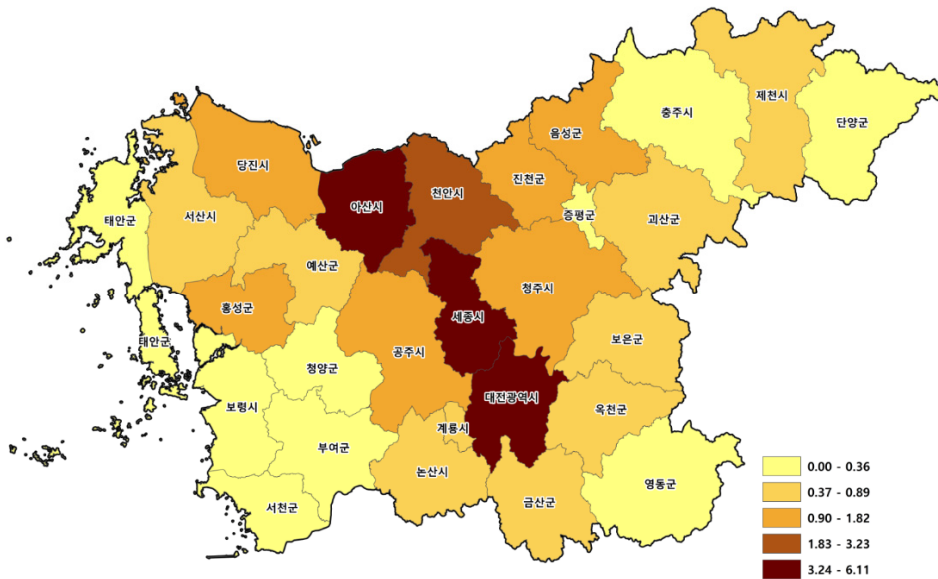 제천시
충주시
단양군
음성군
당진시
진천군
천안시
아산시
증평군
괴산군
서산시
태안군
예산군
청주시
홍성군
세종시
보은군
태안군
공주시
청양군
대전광역시
보령시
옥천군
계룡시
부여군
논산시
영동군
금산군
서천군
0.00 - 0.36
0.37 - 0.89
0.90 - 1.82
1.83 - 3.23
3.24 - 6.11